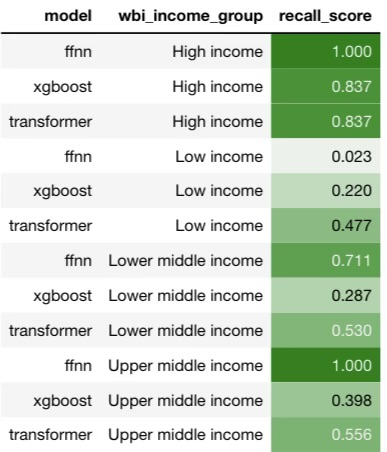 model wbi_income_group recall_score
ffnn High income 1.000
xgboost High income 0.837
transformer High income 0.837
ffnn Low income 0.023
xgboost Low income 0.220
transformer Low income 0.477
ffnn Lower middle income 0.711
xgboost Lower middle income 0.287
transformer Lower middle income 0.530
ffnn Upper middle income 1.000
xgboost Upper middle income 0.398
transformer Upper middle income 0.556